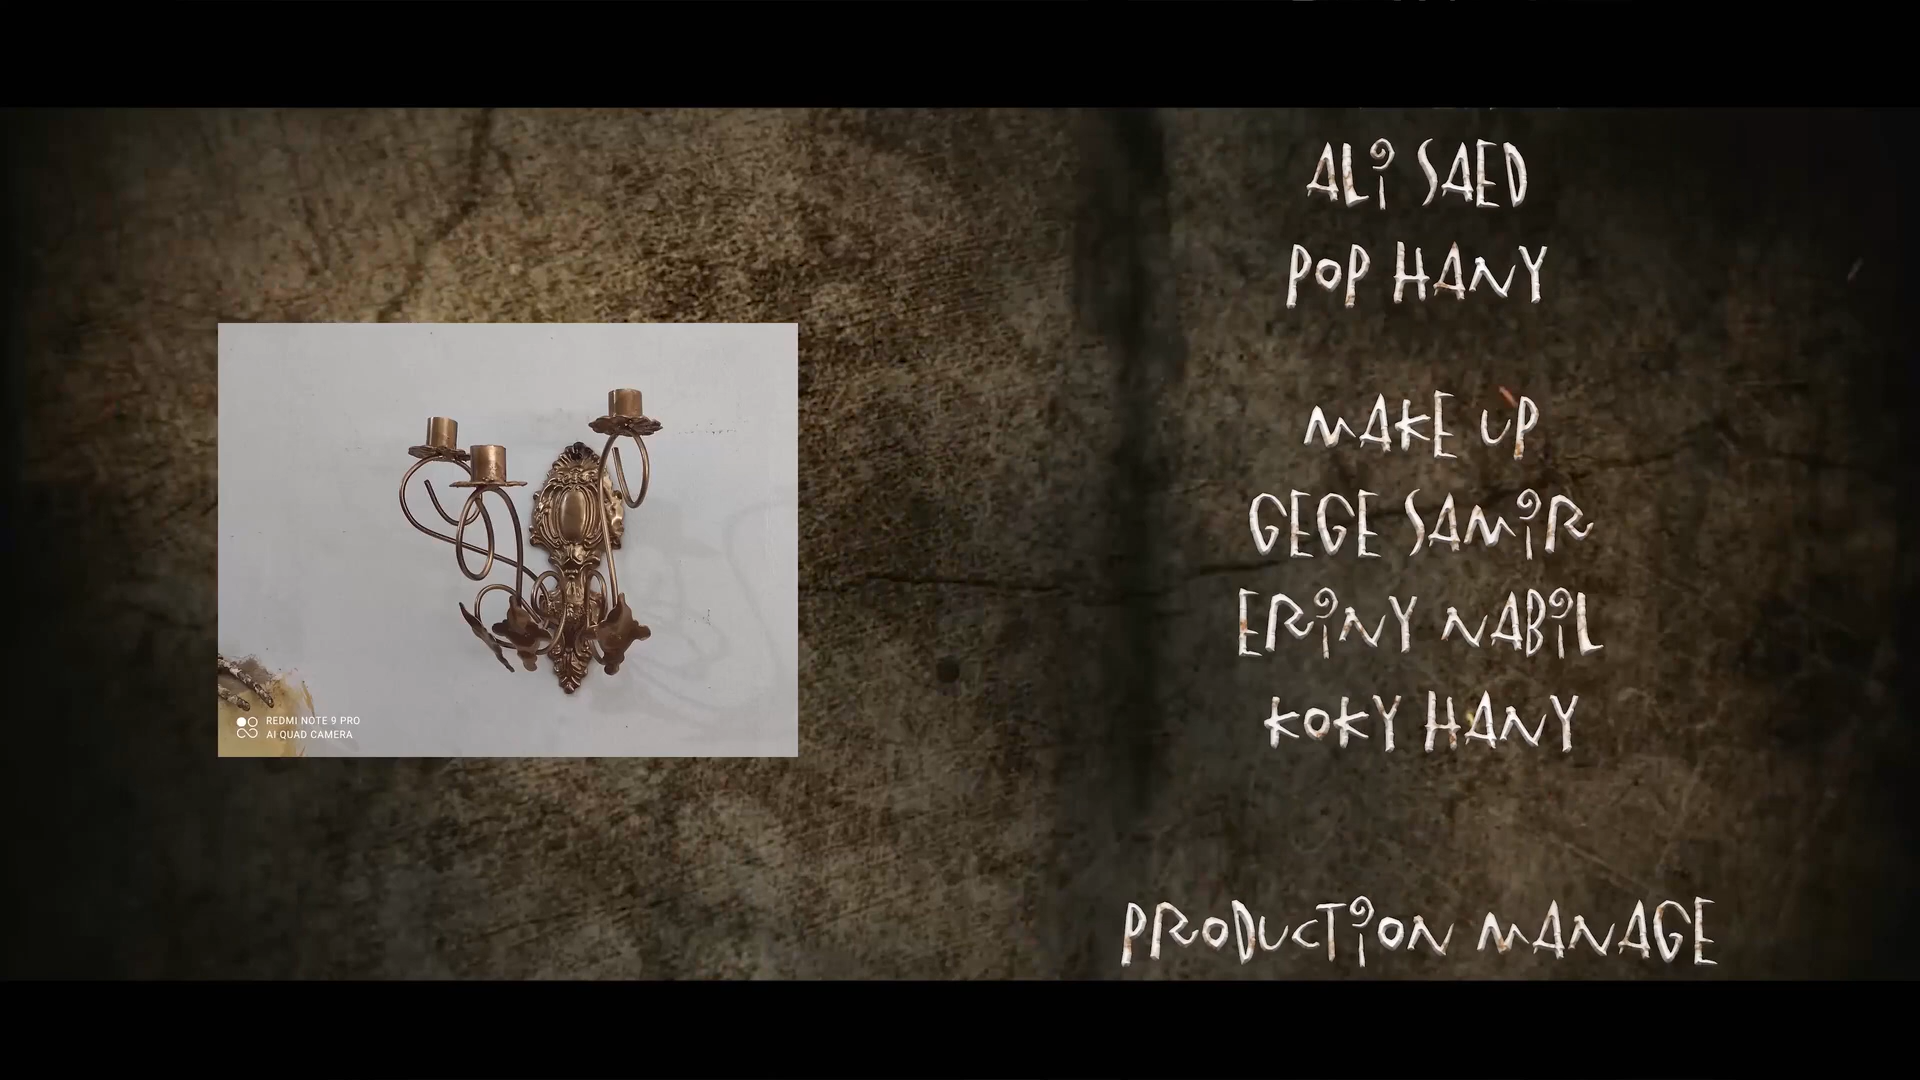 ALi SAED
POP HANY
MAKE UP
GEGE SAMiR
ERiNY NABiL
KOKY HANY
PRODUCTiON MANAGE
REDMI NOTE 9 PRO
AI QUAD CAMERA